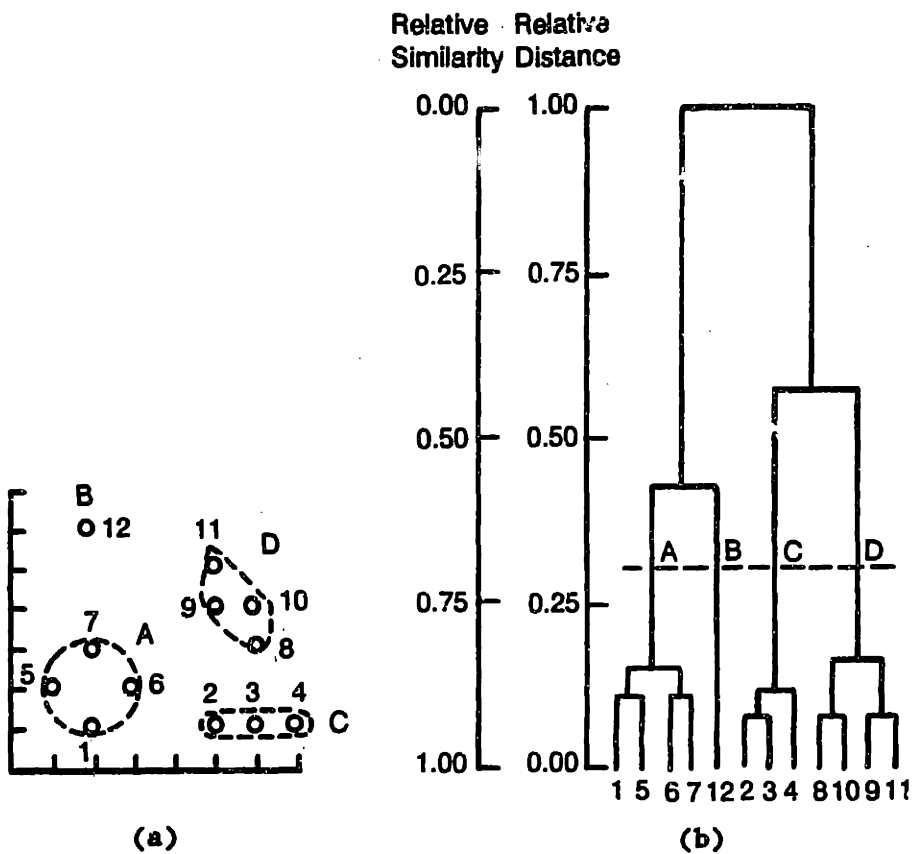 Relative Relative
Similarity Distance
0.00 1.00
0.25 0.75
0.50 0.50
0.75 0.25
1.00 0.00
A B C D
1 5 6 7 12 2 3 4 8 10 9 11
(b)
B
12
11 D
9 10
8
7 A
5 6
1
2 3 4
C
(a)